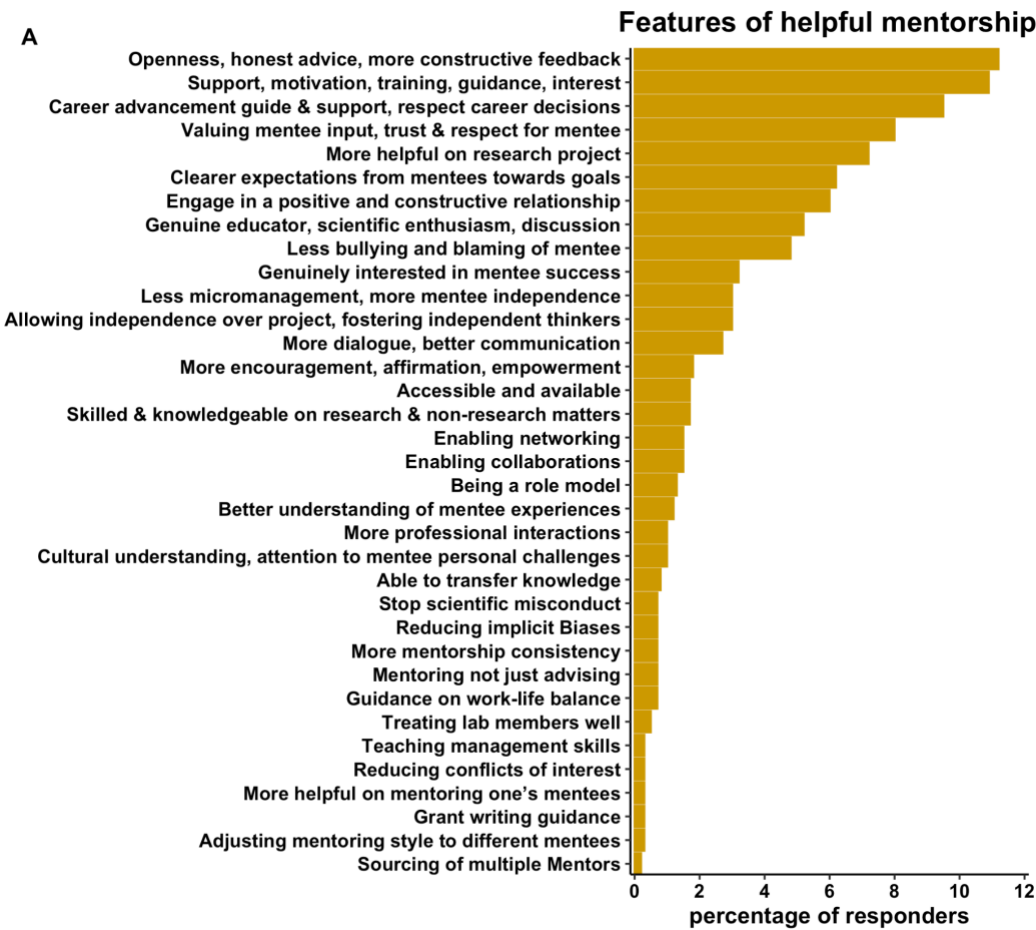 A
Features of helpful mentorship
Openness, honest advice, more constructive feedback
Support, motivation, training, guidance, interest
Career advancement guide & support, respect career decisions
Valuing mentee input, trust & respect for mentee
More helpful on research project
Clearer expectations from mentees towards goals
Engage in a positive and constructive relationship
Genuine educator, scientific enthusiasm, discussion
Less bullying and blaming of mentee
Genuinely interested in mentee success
Less micromanagement, more mentee independence
Allowing independence over project, fostering independent thinkers
More dialogue, better communication
More encouragement, affirmation, empowerment
Accessible and available
Skilled & knowledgeable on research & non-research matters
Enabling networking
Enabling collaborations
Being a role model
Better understanding of mentee experiences
More professional interactions
Cultural understanding, attention to mentee personal challenges
Able to transfer knowledge
Stop scientific misconduct
Reducing implicit Biases
More mentorship consistency
Mentoring not just advising
Guidance on work-life balance
Treating lab members well
Teaching management skills
Reducing conflicts of interest
More helpful on mentoring one’s mentees
Grant writing guidance
Adjusting mentoring style to different mentees
Sourcing of multiple Mentors
0 2 4 6 8 10 12
percentage of responders